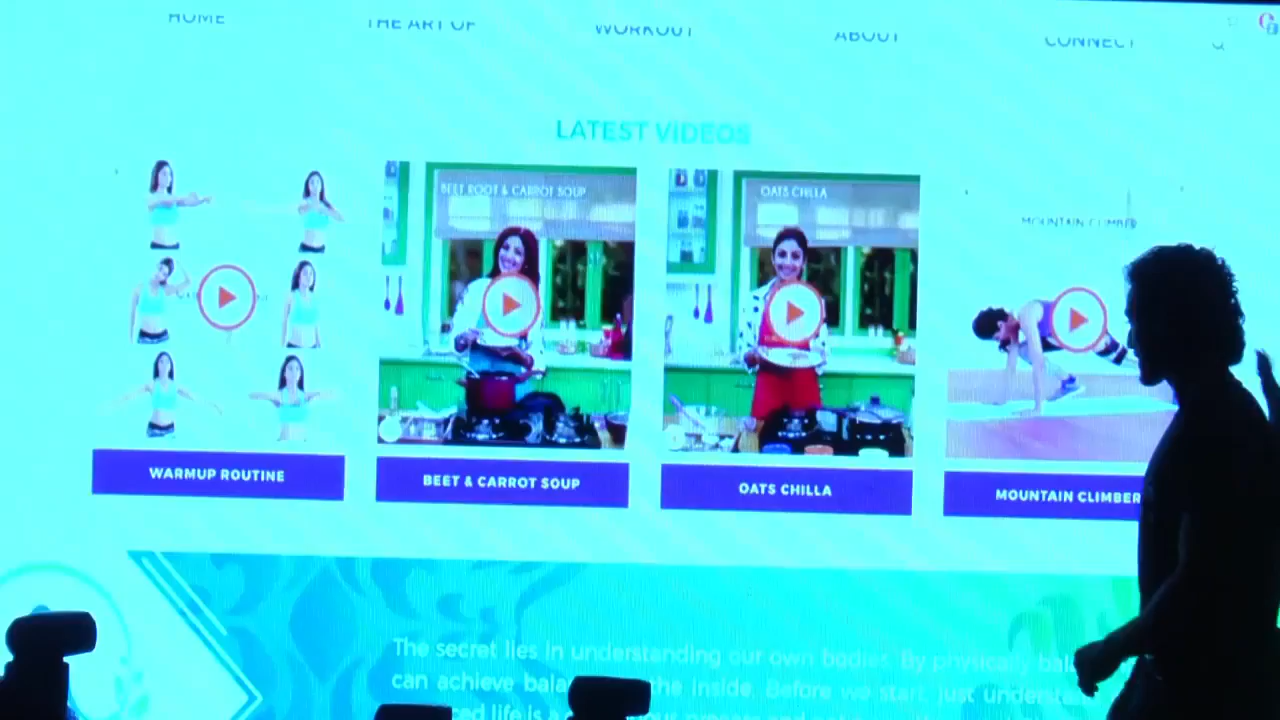 HOME
THE ART OF
WORKOUT
ABOUT
CONNECT
LATEST VIDEOS
BEET ROOT & CARROT SOUP
OATS CHILLA
MOUNTAIN CLIMBER
WARMUP ROUTINE
BEET & CARROT SOUP
OATS CHILLA
MOUNTAIN CLIMBER
The secret lies in understanding our own bodies. By physically
can achieve the inside. Before we start, just
life is a